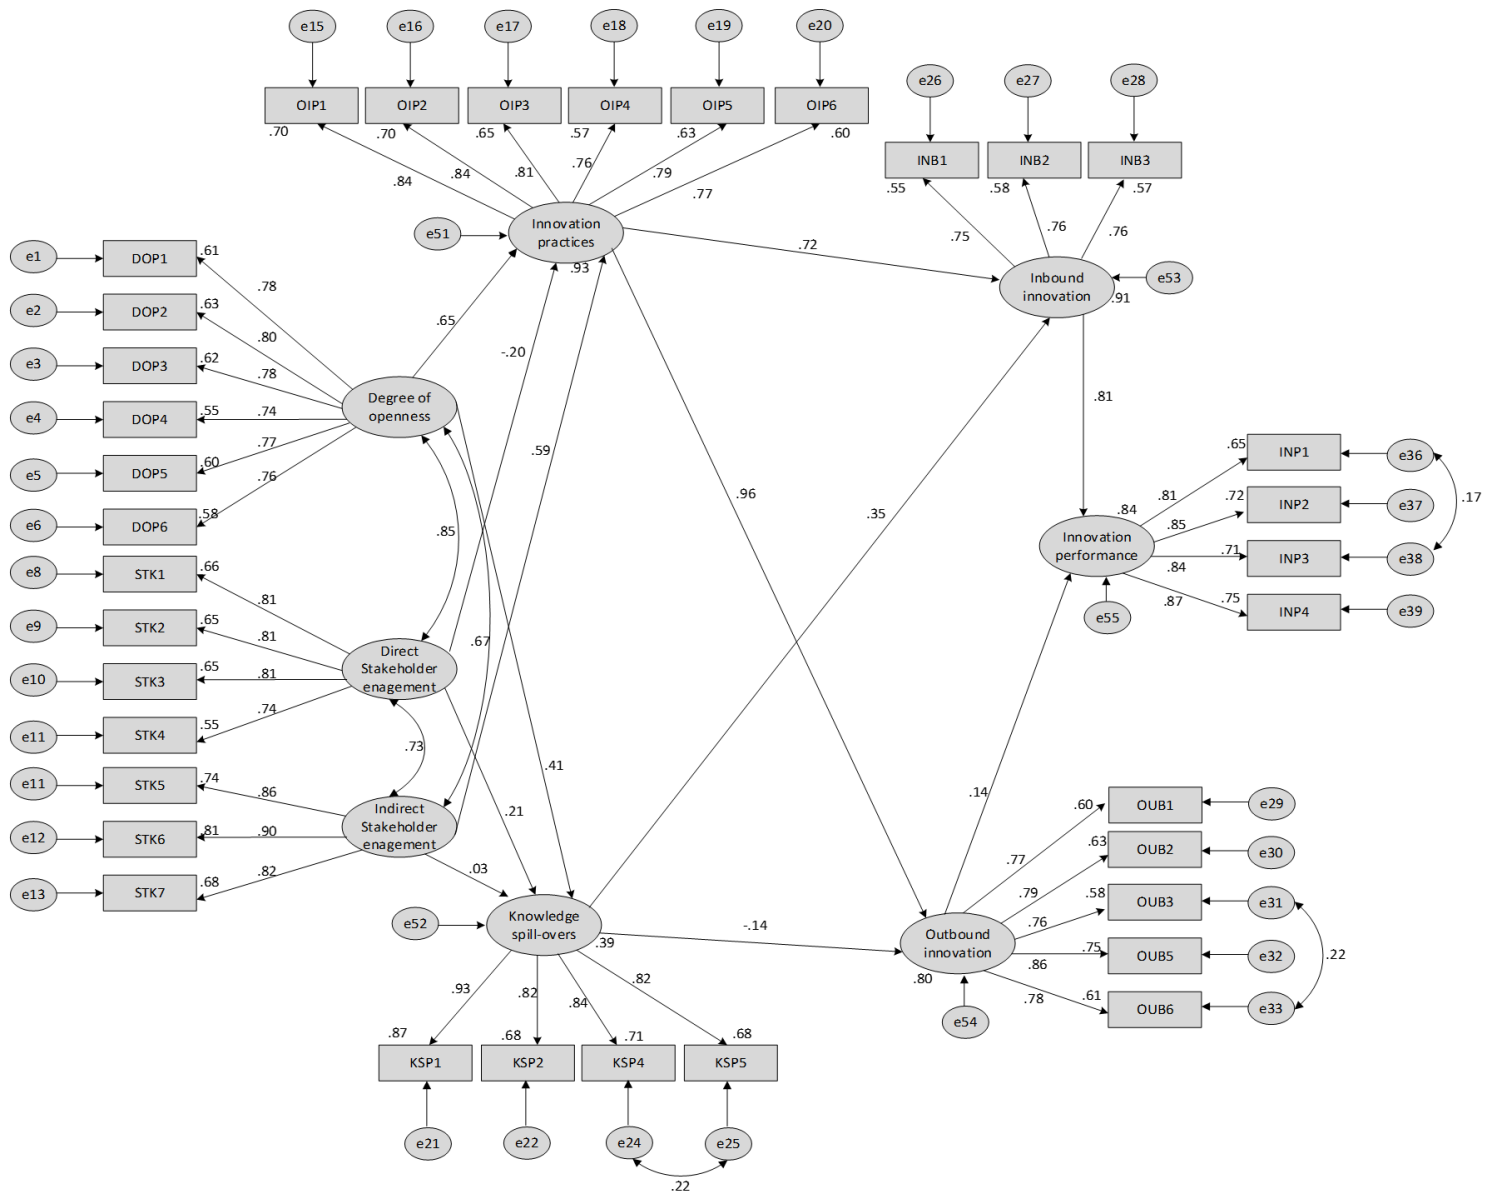 e15
e16
e17
e18
e19
e20
OIP1
OIP2
OIP3
OIP4
OIP5
OIP6
.70
.70
.65
.57
.63
.60
.84
.84
.81
.76
.79
.77
e26
e27
e28
INB1
INB2
INB3
.55
.58
.57
.75
.76
.76
e51
Innovation
practices
.93
.72
Inbound
innovation
.91
e53
e1
DOP1
.61
.78
e2
DOP2
.63
.80
e3
DOP3
.62
.78
e4
DOP4
.55
.74
e5
DOP5
.60
.77
e6
DOP6
.58
.76
Degree of
openness
.65
-.20
.59
.85
.67
.96
.35
.81
e8
STK1
.66
.81
e9
STK2
.65
.81
e10
STK3
.65
.81
e11
STK4
.55
.74
Direct
Stakeholder
enagement
.73
e11
STK5
.74
.86
e12
STK6
.81
.90
e13
STK7
.68
.82
Indirect
Stakeholder
enagement
.41
.21
.03
.14
Innovation
performance
.84
e55
.65
INP1
e36
.81
.72
INP2
e37
.85
.71
INP3
e38
.84
.75
INP4
e39
.87
.17
e52
Knowledge
spill-overs
.39
-.14
Outbound
innovation
.80
e54
.60
OUB1
e29
.77
.63
OUB2
e30
.79
.58
OUB3
e31
.76
.75
OUB5
e32
.86
.61
OUB6
e33
.78
.22
.93
.82
.84
.82
.87
.68
.71
.68
KSP1
KSP2
KSP4
KSP5
e21
e22
e24
e25
.22